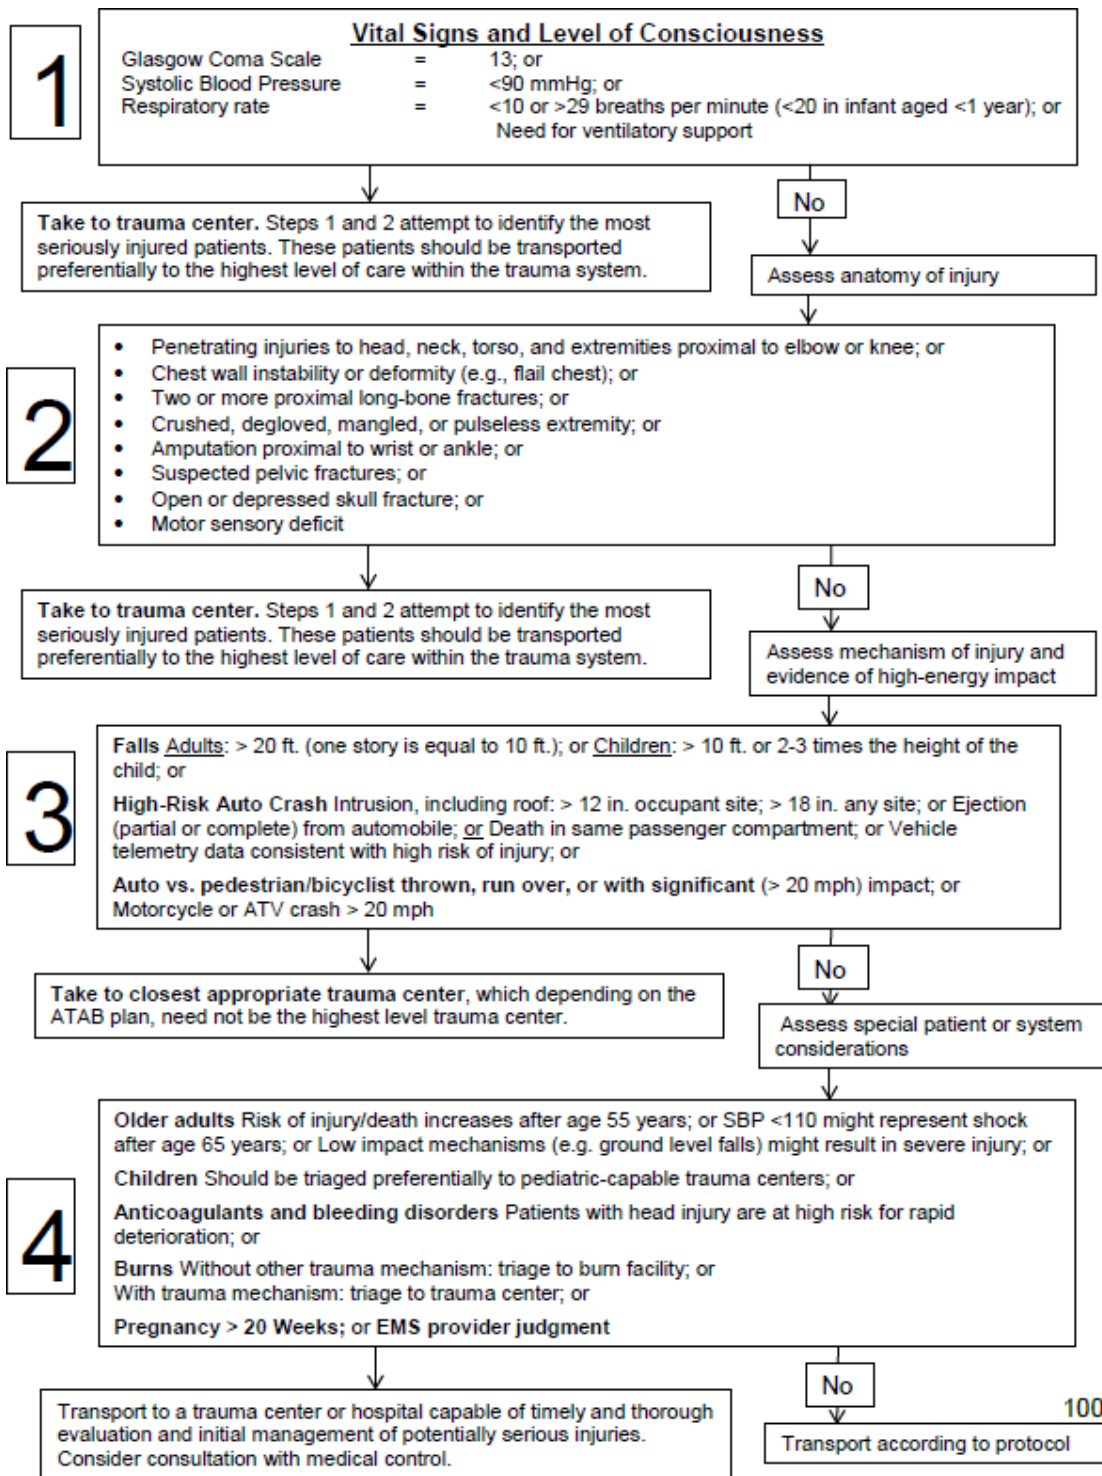 1
Vital Signs and Level of Consciousness
Glasgow Coma Scale = 13; or
Systolic Blood Pressure = <90 mmHg; or
Respiratory rate = <10 or >29 breaths per minute (<20 in infant aged <1 year); or
Need for ventilatory support
No
Take to trauma center. Steps 1 and 2 attempt to identify the most
seriously injured patients. These patients should be transported
preferentially to the highest level of care within the trauma system.
Assess anatomy of injury
2
• Penetrating injuries to head, neck, torso, and extremities proximal to elbow or knee; or
• Chest wall instability or deformity (e.g., flail chest); or
• Two or more proximal long-bone fractures; or
• Crushed, degloved, mangled, or pulseless extremity; or
• Amputation proximal to wrist or ankle; or
• Suspected pelvic fractures; or
• Open or depressed skull fracture; or
• Motor sensory deficit
No
Take to trauma center. Steps 1 and 2 attempt to identify the most
seriously injured patients. These patients should be transported
preferentially to the highest level of care within the trauma system.
Assess mechanism of injury and
evidence of high-energy impact
3
Falls Adults: > 20 ft. (one story is equal to 10 ft.); or Children: > 10 ft. or 2-3 times the height of the
child; or
High-Risk Auto Crash Intrusion, including roof: > 12 in. occupant site; > 18 in. any site; or Ejection
(partial or complete) from automobile; or Death in same passenger compartment; or Vehicle
telemetry data consistent with high risk of injury; or
Auto vs. pedestrian/bicyclist thrown, run over, or with significant (> 20 mph) impact; or
Motorcycle or ATV crash > 20 mph
No
Take to closest appropriate trauma center, which depending on the
ATAB plan, need not be the highest level trauma center.
Assess special patient or system
considerations
4
Older adults Risk of injury/death increases after age 55 years; or SBP <110 might represent shock
after age 65 years; or Low impact mechanisms (e.g. ground level falls) might result in severe injury; or
Children Should be triaged preferentially to pediatric-capable trauma centers; or
Anticoagulants and bleeding disorders Patients with head injury are at high risk for rapid
deterioration; or
Burns Without other trauma mechanism: triage to burn facility; or
With trauma mechanism: triage to trauma center; or
Pregnancy > 20 Weeks; or EMS provider judgment
No
Transport to a trauma center or hospital capable of timely and thorough
evaluation and initial management of potentially serious injuries.
Consider consultation with medical control.
100
Transport according to protocol